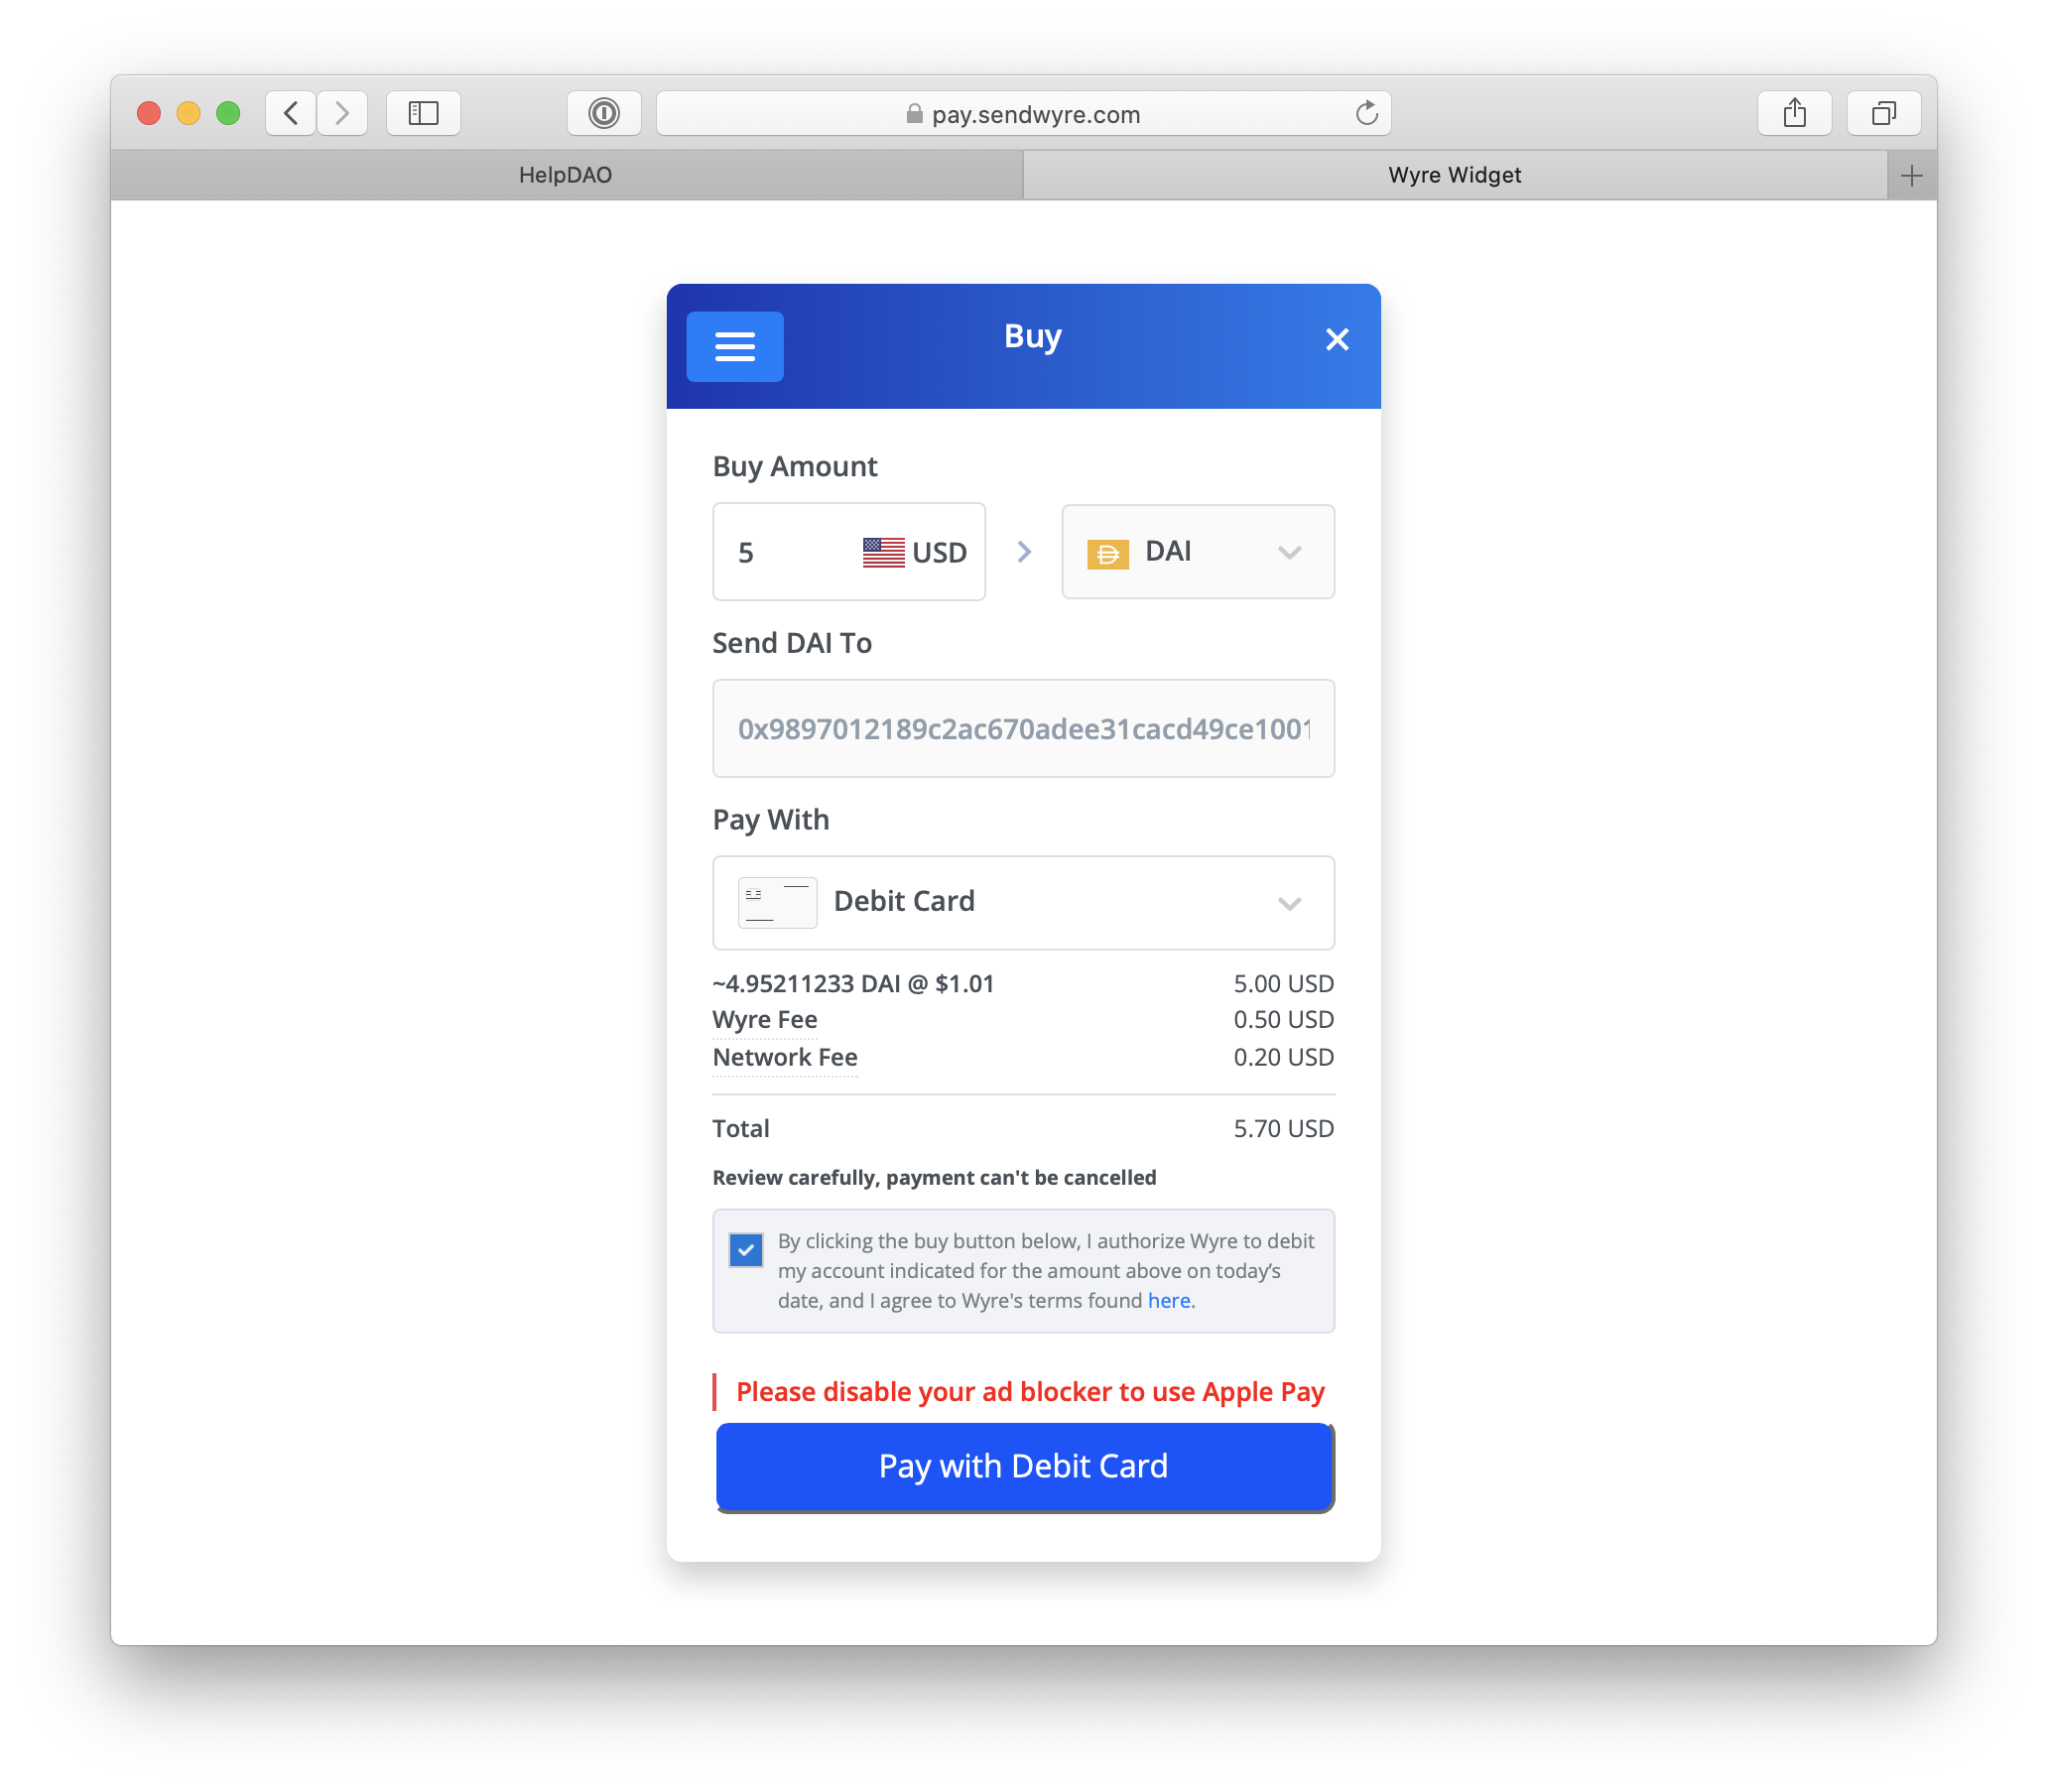 pay.sendwyre.com
HelpDAO
Wyre Widget
Buy
Buy Amount
5 USD
DAI
Send DAI To
0x9897012189c2ac670adee31cacd49ce1001
Pay With
Debit Card
~4.95211233 DAI @ $1.01 5.00 USD
Wyre Fee 0.50 USD
Network Fee 0.20 USD
Total 5.70 USD
Review carefully, payment can't be cancelled
By clicking the buy button below, I authorize Wyre to debit
my account indicated for the amount above on today’s
date, and I agree to Wyre's terms found here.
Please disable your ad blocker to use Apple Pay
Pay with Debit Card